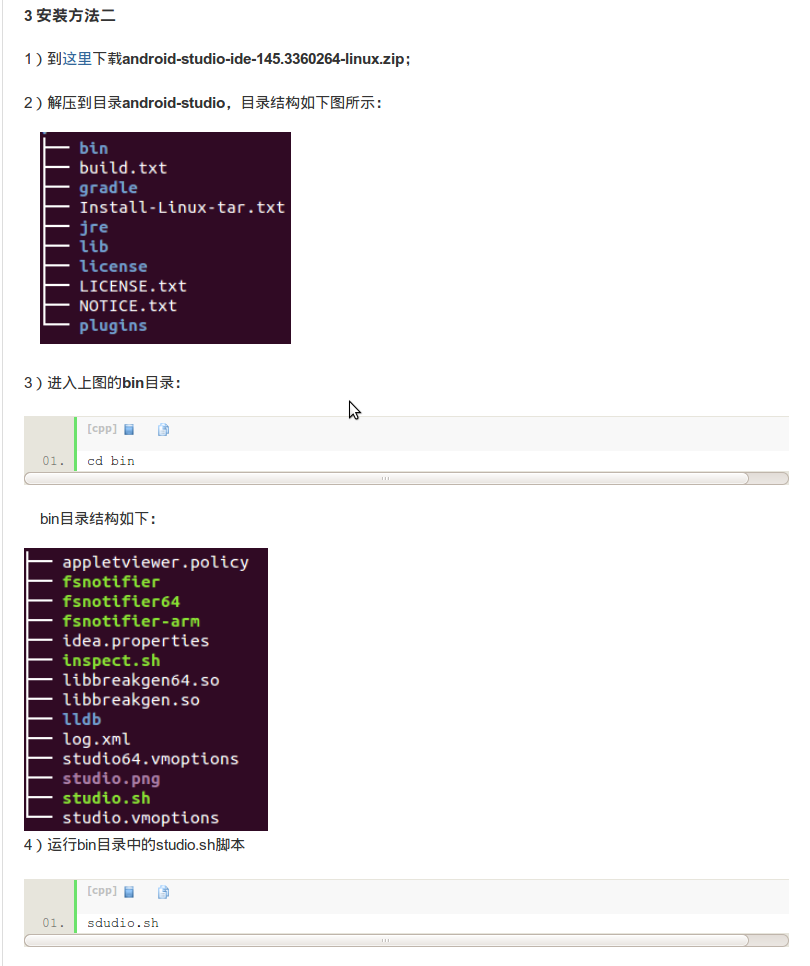 3 安装方法二
1）到这里下载android-studio-ide-145.3360264-linux.zip；
2）解压到目录android-studio，目录结构如下图所示：
bin
build.txt
gradle
Install-Linux-tar.txt
jre
lib
license
LICENSE.txt
NOTICE.txt
plugins
3）进入上图的bin目录：
[cpp]
01. cd bin
bin目录结构如下：
appletviewer.policy
fsnotifier
fsnotifier64
fsnotifier-arm
idea.properties
inspect.sh
libbreakgen64.so
libbreakgen.so
lldb
log.xml
studio64.vmoptions
studio.png
studio.sh
studio.vmoptions
4）运行bin目录中的studio.sh脚本
[cpp]
01. sdudio.sh